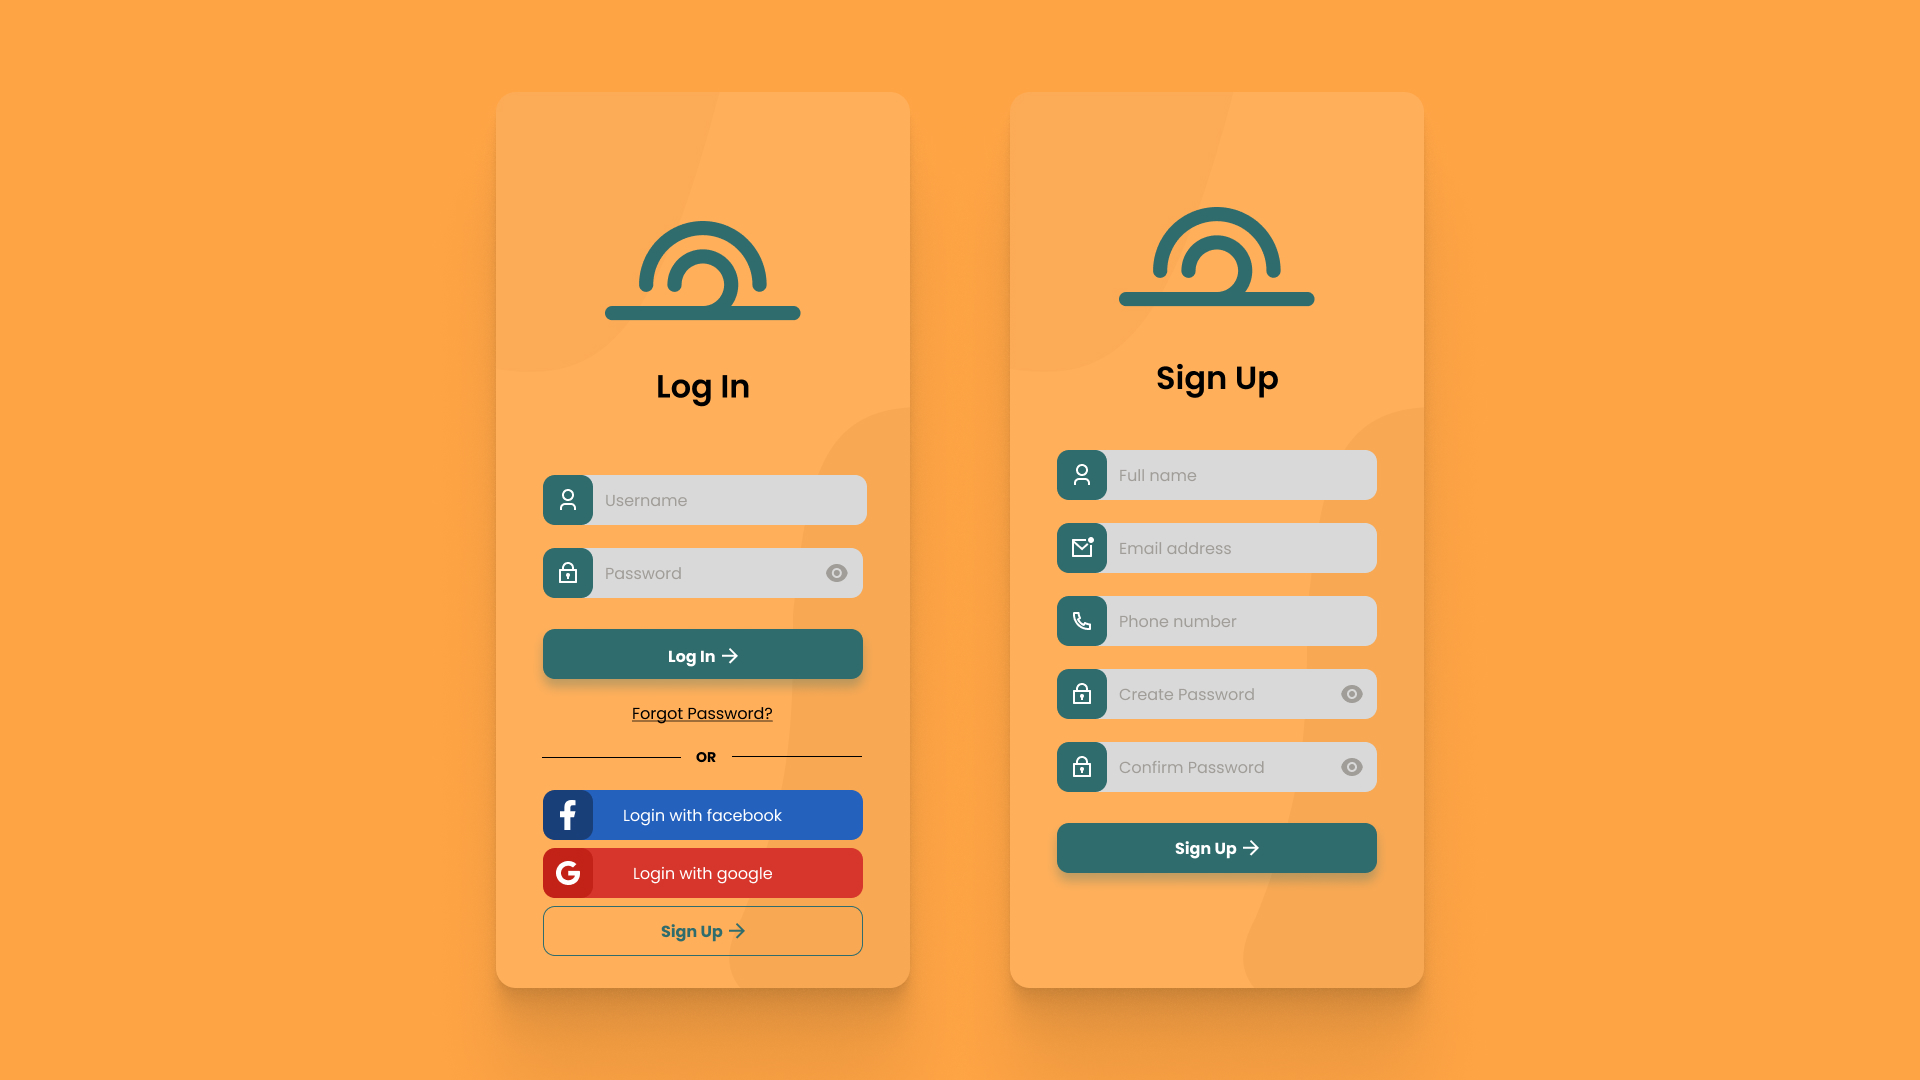 Log In
Username
Password
Log In
Forgot Password?
OR
Login with facebook
Login with google
Sign Up
Sign Up
Full name
Email address
Phone number
Create Password
Confirm Password
Sign Up